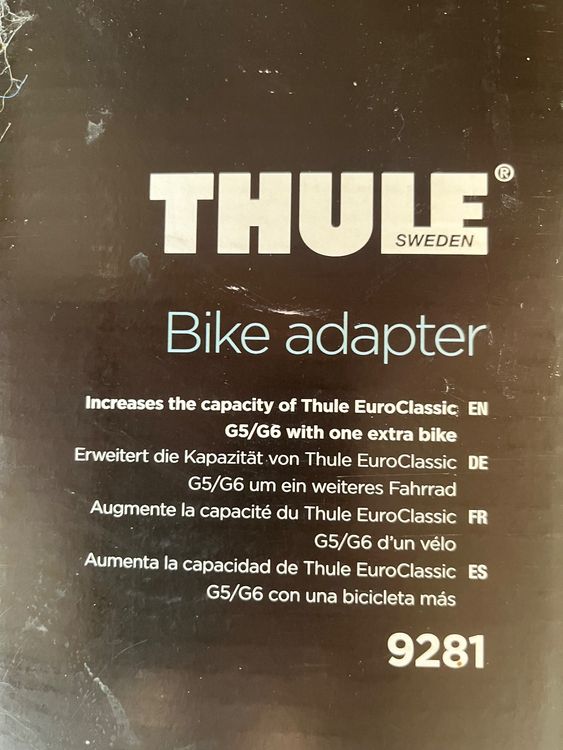 THULE®
SWEDEN
Bike adapter
Increases the capacity of Thule EuroClassic EN
G5/G6 with one extra bike
Erweitert die Kapazität von Thule EuroClassic DE
G5/G6 um ein weiteres Fahrrad
Augmente la capacité du Thule EuroClassic FR
G5/G6 d'un vélo
Aumenta la capacidad de Thule EuroClassic ES
G5/G6 con una bicicleta más
9281